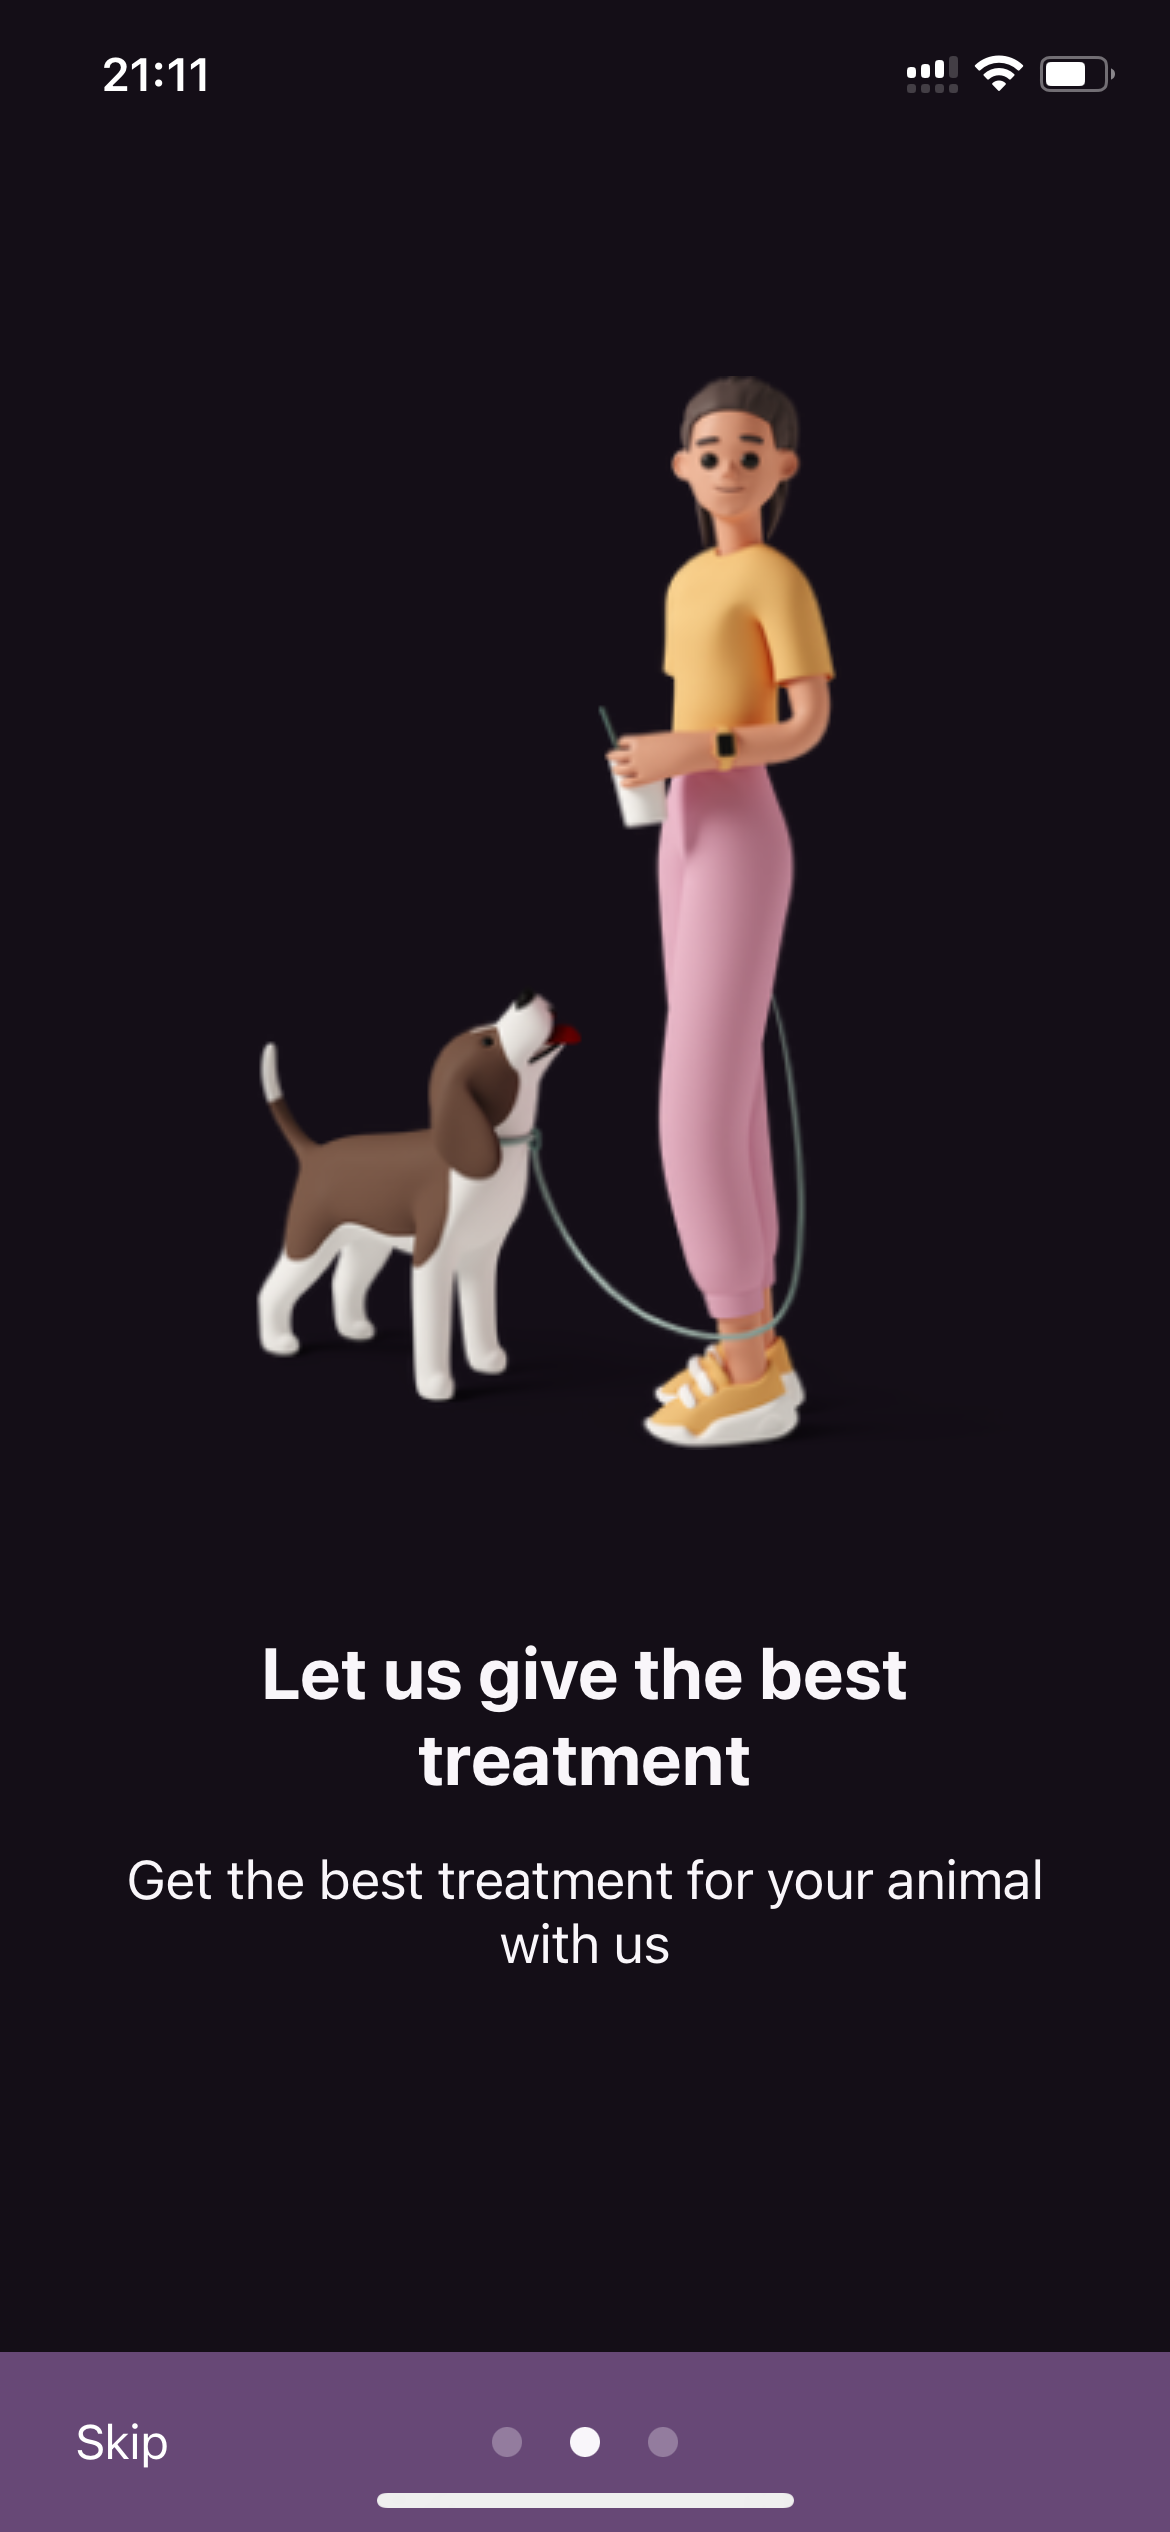 21:11
Let us give the best
treatment
Get the best treatment for your animal
with us
Skip